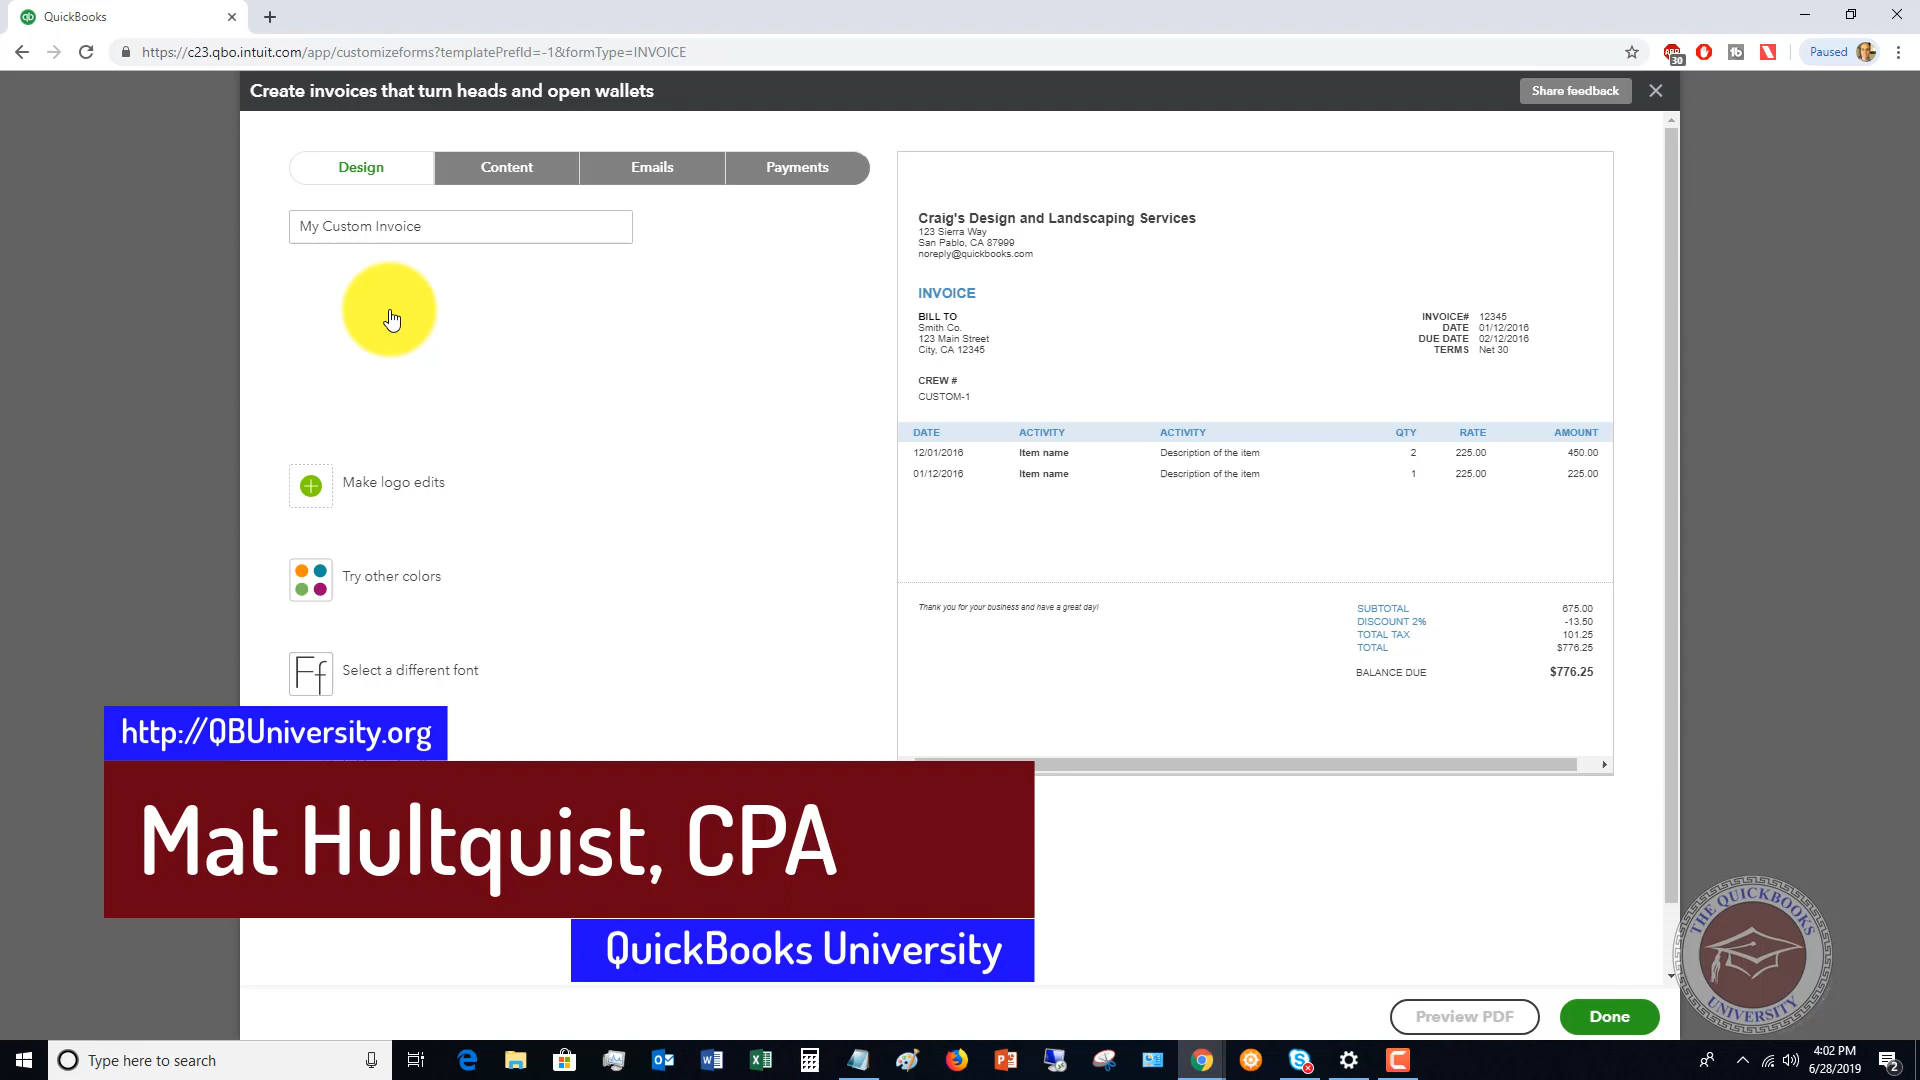 QuickBooks
https://c23.qbo.intuit.com/app/customizeforms?templatePrefId=-1&formType=INVOICE
ABP
30
tb
Paused
Create invoices that turn heads and open wallets
Share feedback
Design
Content
Emails
Payments
My Custom Invoice
Make logo edits
Try other colors
Ff
Select a different font
Craig's Design and Landscaping Services
123 Sierra Way
San Pablo, CA 87999
noreply@quickbooks.com
INVOICE
BILL TO
Smith Co.
123 Main Street
City, CA 12345
INVOICE# 12345
DATE 01/12/2016
DUE DATE 02/12/2016
TERMS Net 30
CREW #
CUSTOM-1
DATE ACTIVITY ACTIVITY QTY RATE AMOUNT
12/01/2016 Item name Description of the item 2 225.00 450.00
01/12/2016 Item name Description of the item 1 225.00 225.00
Thank you for your business and have a great day!
SUBTOTAL 675.00
DISCOUNT 2% -13.50
TOTAL TAX 101.25
TOTAL $776.25
BALANCE DUE $776.25
http://QBUniversity.org
Mat Hultquist, CPA
QuickBooks University
THE QUICKBOOKS
UNIVERSITY
Preview PDF
Done
Type here to search
4:02 PM
6/28/2019
2